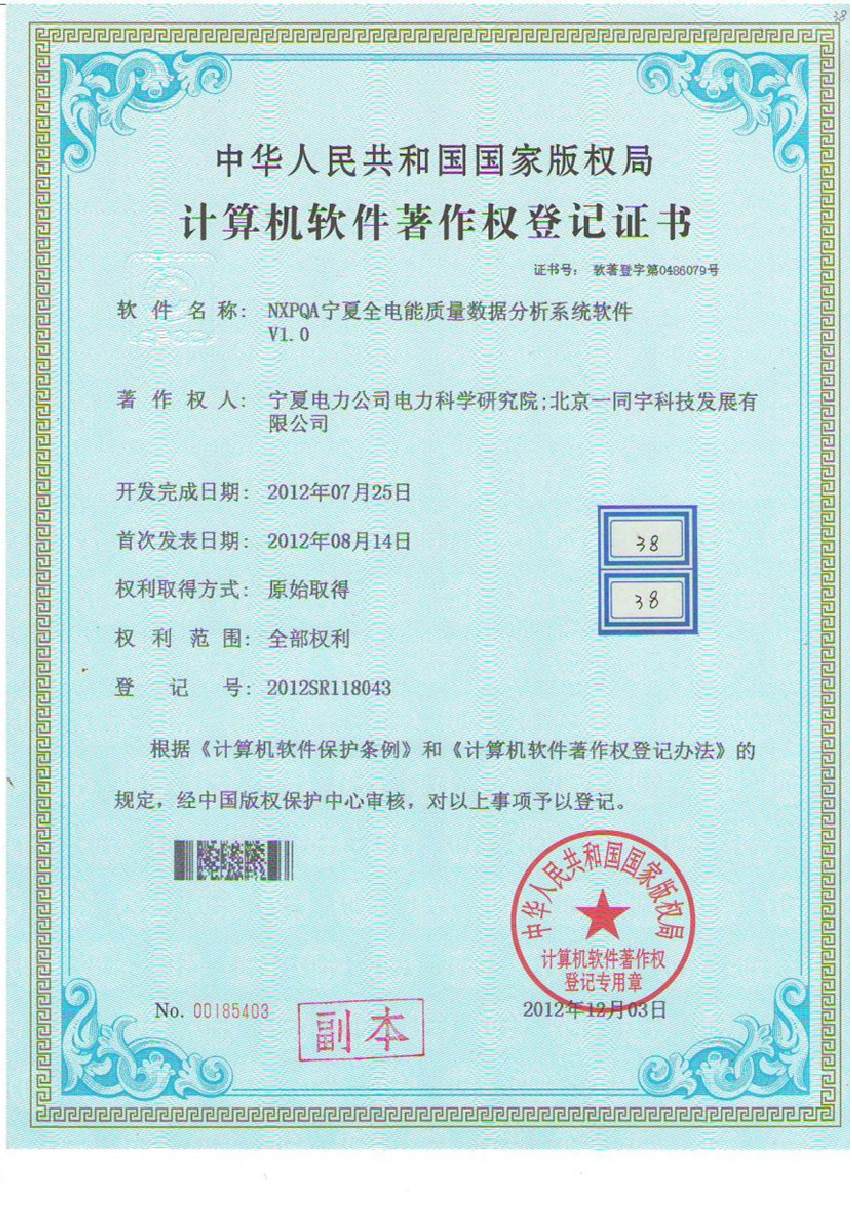 38
中华人民共和国国家版权局
计算机软件著作权登记证书
证书号： 软著登字第0486079号
软 件 名 称： NXPQA宁夏全电能质量数据分析系统软件
V1.0
著 作 权 人： 宁夏电力公司电力科学研究院;北京一同宇科技发展有
限公司
开发完成日期： 2012年07月25日
首次发表日期： 2012年08月14日
38
权利取得方式： 原始取得
38
权 利 范 围： 全部权利
登 记 号： 2012SR118043
根据《计算机软件保护条例》和《计算机软件著作权登记办法》的
规定，经中国版权保护中心审核，对以上事项予以登记。
中华人民共和国国家版权局
计算机软件著作权
登记专用章
No. 00185403
副本
2012年12月03日